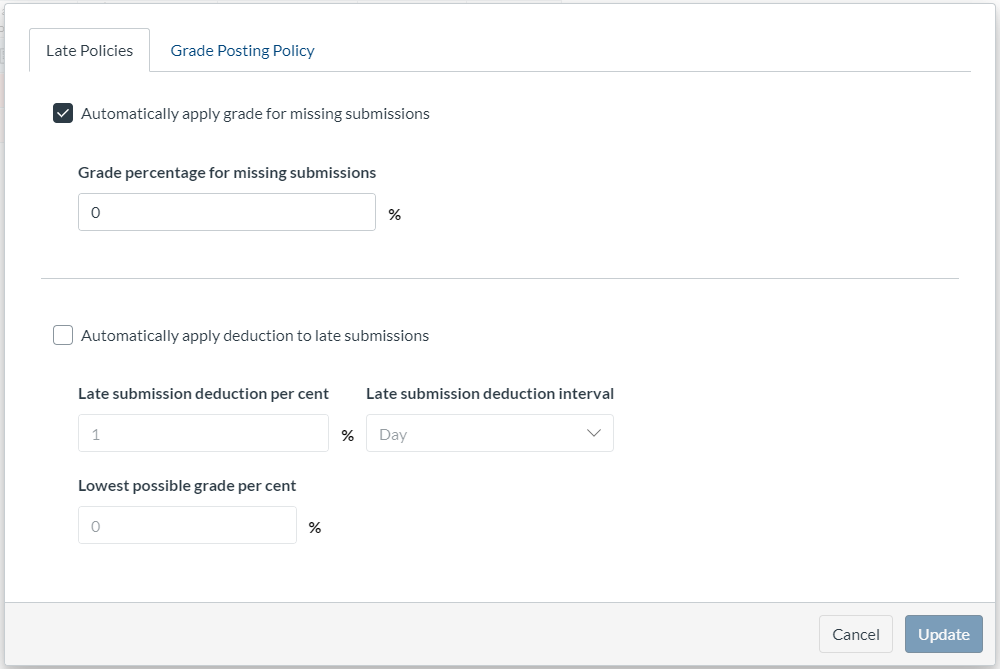 Late Policies
Grade Posting Policy
Automatically apply grade for missing submissions
Grade percentage for missing submissions
0 %
Automatically apply deduction to late submissions
Late submission deduction per cent
Late submission deduction interval
1 %
Day
Lowest possible grade per cent
0 %
Cancel
Update